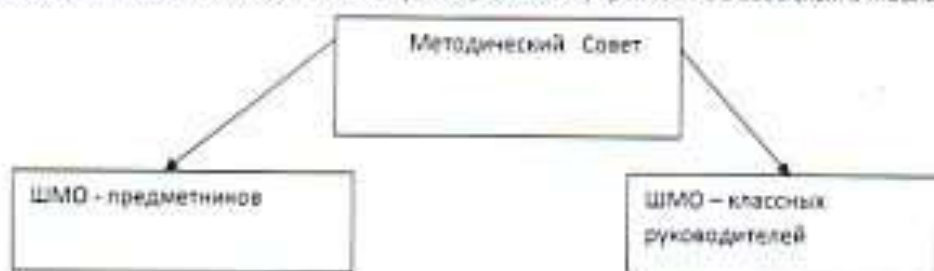 Методический Совет
ШМО - предметников
ШМО – классных
руководителей